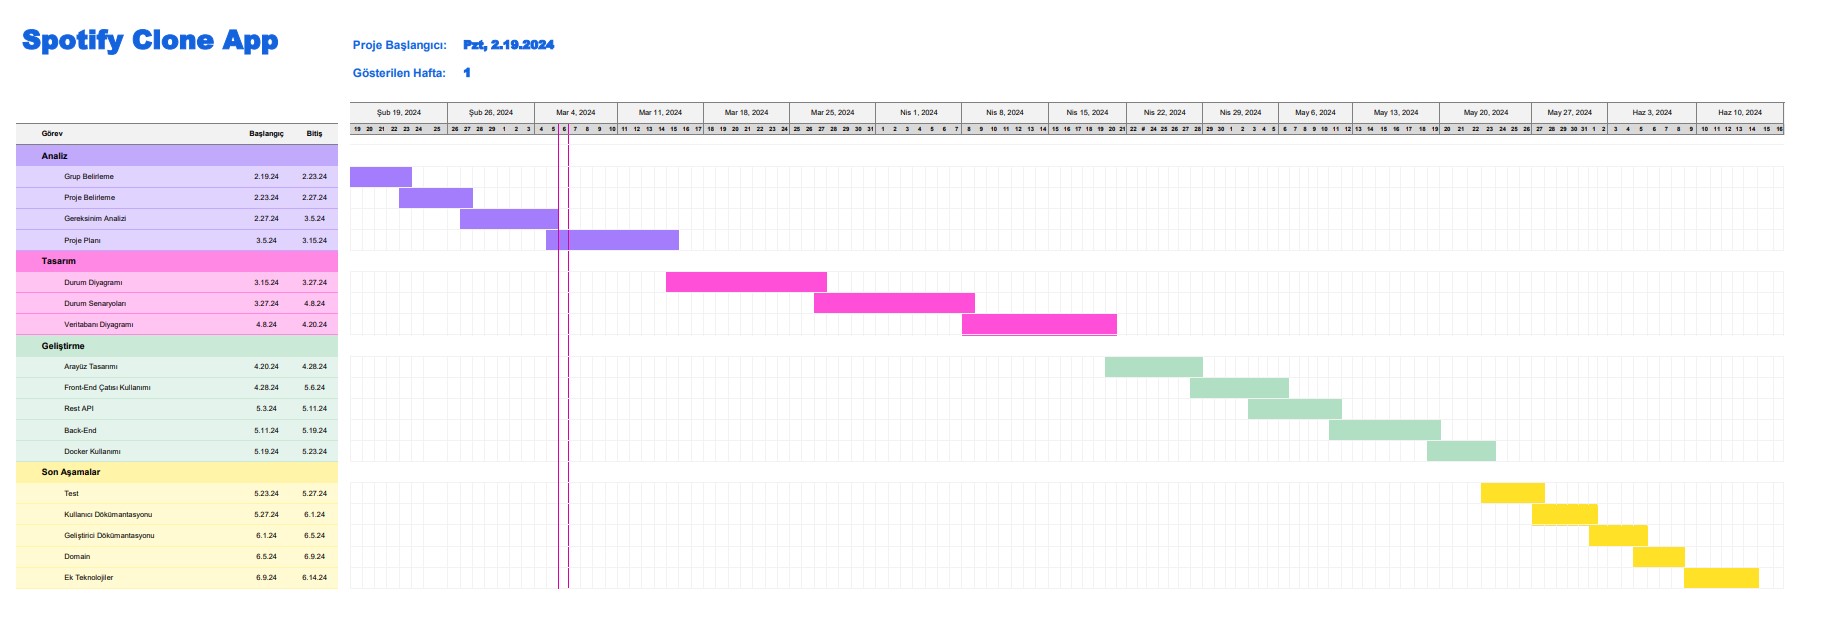 Spotify Clone App
Proje Başlangıcı: Pzt, 2.19.2024
Gösterilen Hafta: 1
Şub 19, 2024 Şub 26, 2024 Mar 4, 2024 Mar 11, 2024 Mar 18, 2024 Mar 25, 2024 Nis 1, 2024 Nis 8, 2024 Nis 15, 2024 Nis 22, 2024 Nis 29, 2024 May 6, 2024 May 13, 2024 May 20, 2024 May 27, 2024 Haz 3, 2024 Haz 10, 2024
19 20 21 22 23 24 25 26 27 28 29 1 2 3 4 5 6 7 8 9 10 11 12 13 14 15 16 17 18 19 20 21 22 23 24 25 26 27 28 29 30 31 1 2 3 4 5 6 7 8 9 10 11 12 13 14 15 16 17 18 19 20 21 22 # 24 25 26 27 28 29 30 1 2 3 4 5 6 7 8 9 10 11 12 13 14 15 16 17 18 19 20 21 22 23 24 25 26 27 28 29 30 31 1 2 3 4 5 6 7 8 9 10 11 12 13 14 15 16
Görev Başlangıç Bitiş
Analiz
Grup Belirleme 2.19.24 2.23.24
Proje Belirleme 2.23.24 2.27.24
Gereksinim Analizi 2.27.24 3.5.24
Proje Planı 3.5.24 3.15.24
Tasarım
Durum Diyagramı 3.15.24 3.27.24
Durum Senaryoları 3.27.24 4.8.24
Veritabanı Diyagramı 4.8.24 4.20.24
Geliştirme
Arayüz Tasarımı 4.20.24 4.28.24
Front-End Çatısı Kullanımı 4.28.24 5.6.24
Rest API 5.3.24 5.11.24
Back-End 5.11.24 5.19.24
Docker Kullanımı 5.19.24 5.23.24
Son Aşamalar
Test 5.23.24 5.27.24
Kullanıcı Dökümantasyonu 5.27.24 6.1.24
Geliştirici Dökümantasyonu 6.1.24 6.5.24
Domain 6.5.24 6.9.24
Ek Teknolojiler 6.9.24 6.14.24